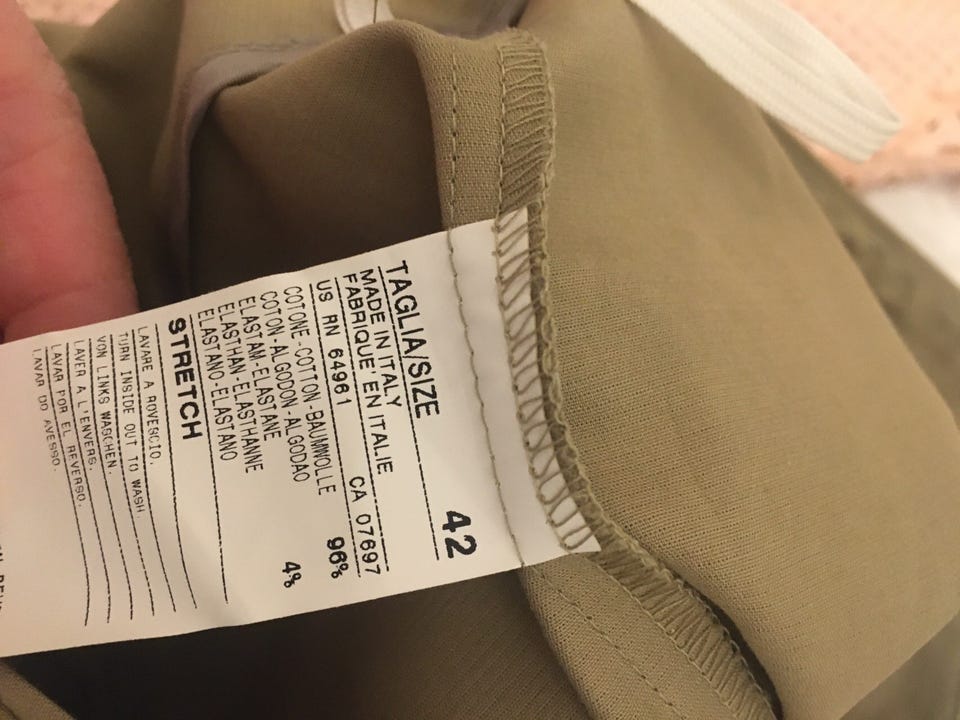 TAGLIA/SIZE 42
MADE IN ITALY
FABRIQUE' EN ITALIE
US RN 64961 CA 07697
COTONE-COTTON-BAUMWOLLE 96%
COTON-ALGODON-ALGODAO
ELASTAM-ELASTANE 4%
ELASTHAN-ELASTHANNE
ELASTANO-ELASTANO
STRETCH
LAVARE A ROVESCIO.
TURN INSIDE OUT TO WASH.
VON LINKS WASCHEN.
LAVER A L'ENVERS.
LAVAR POR EL REVERSO.
LAVAR DO AVESSO.